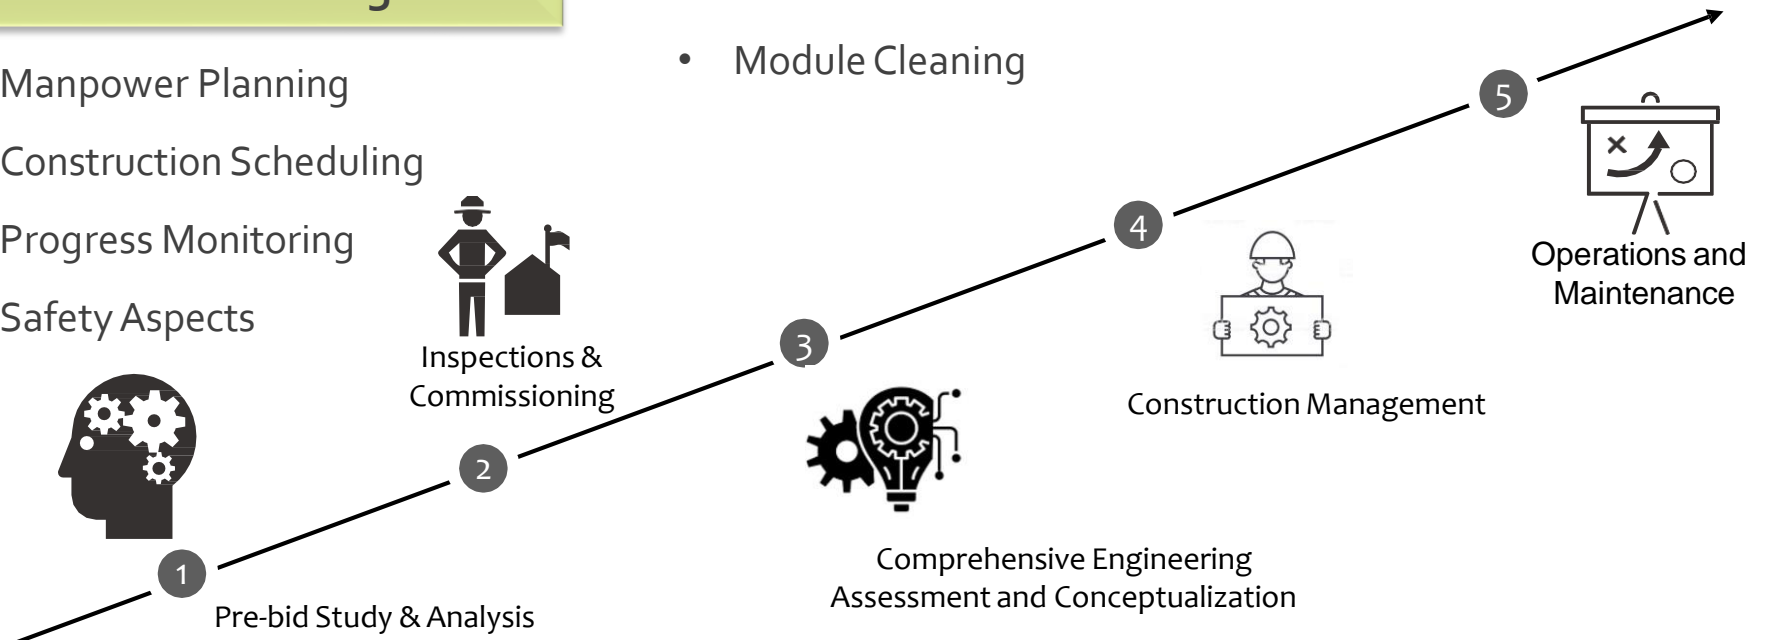 Manpower Planning
Construction Scheduling
Progress Monitoring
Safety Aspects
• Module Cleaning
1
Pre-bid Study & Analysis
2
Inspections &
Commissioning
3
Comprehensive Engineering
Assessment and Conceptualization
4
Construction Management
5
Operations and
Maintenance